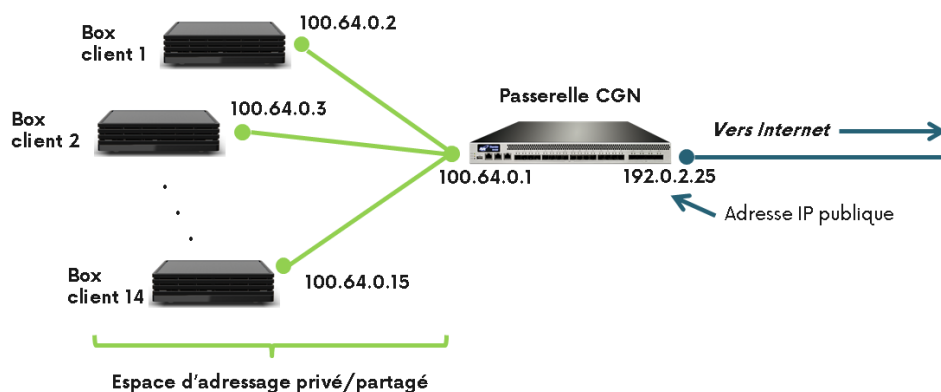 Box
client 1
100.64.0.2
Box
client 2
100.64.0.3
Passerelle CGN
Vers Internet
100.64.0.1
192.0.2.25
Adresse IP publique
Box
client 14
100.64.0.15
Espace d'adressage privé/partagé